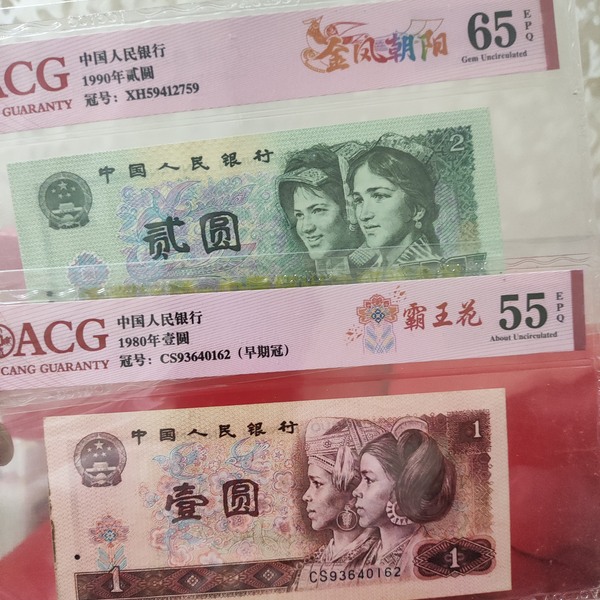 ACG
GUARANTY
中国人民银行
1990年贰圆
冠号：XH59412759
金凤朝阳
65 EPQ
Gem Uncirculated
中国人民银行
2
贰圆
ACG
CANG GUARANTY
中国人民银行
1980年壹圆
冠号：CS93640162（早期冠）
霸王花
55 EPQ
About Uncirculated
中国人民银行
1
壹圆
1
CS93640162
1